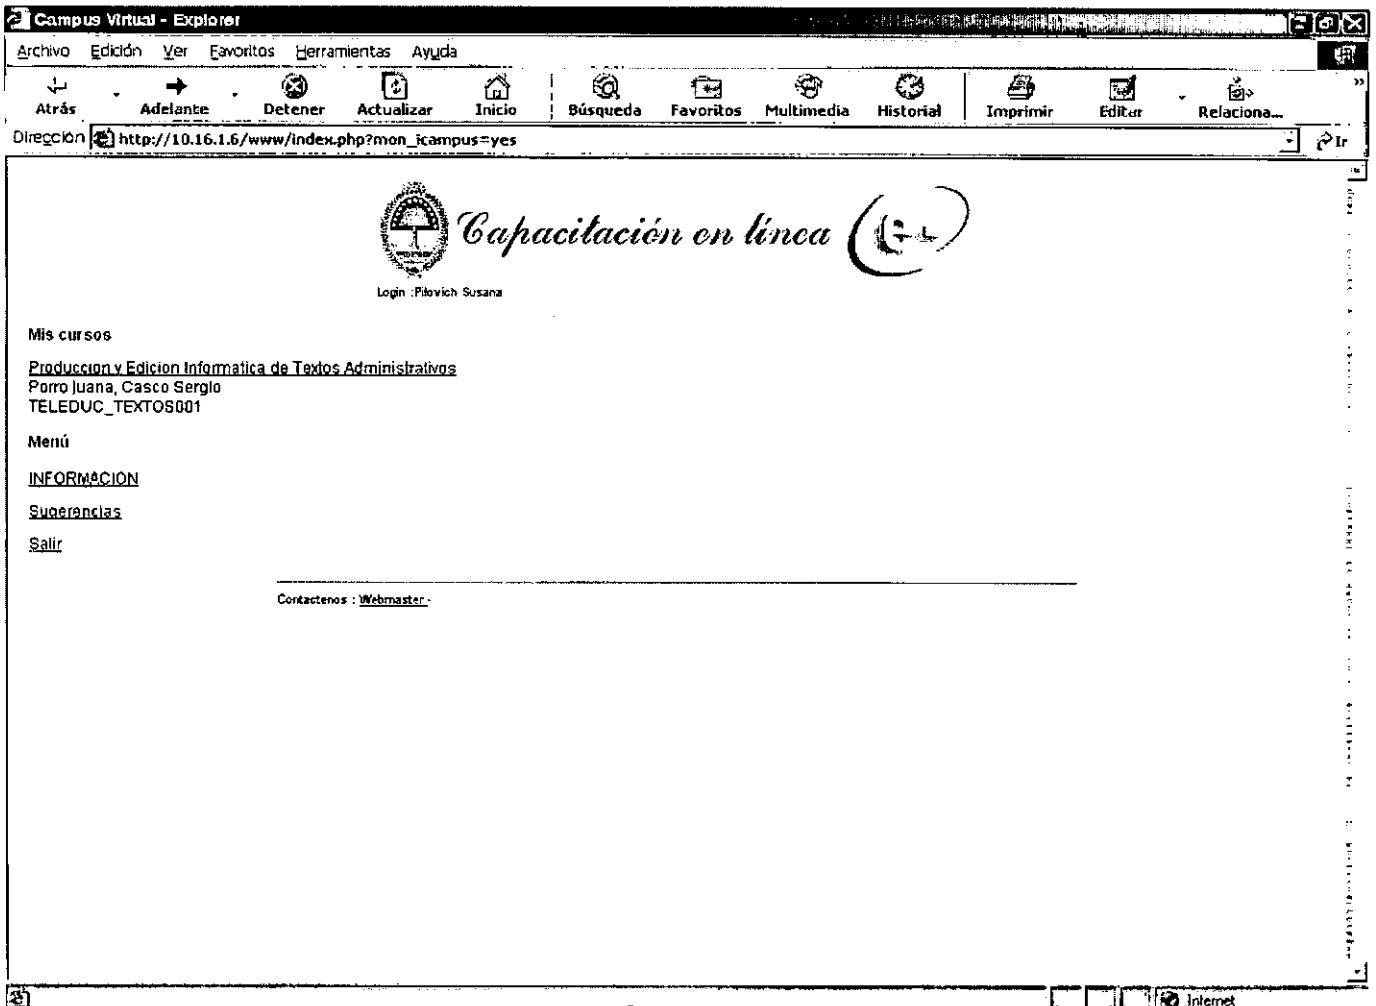 Campus Virtual - Explorer
Archivo Edición Ver Favoritos Herramientas Ayuda
Atrás Adelante Detener Actualizar Inicio Búsqueda Favoritos Multimedia Historial Imprimir Editar Relaciona...
Dirección http://10.16.1.6/www/index.php?mon_icampus=yes Ir
Capacitación en línea
Login :Pilovich Susana
Mis cursos
Produccion y Edicion Informatica de Textos Administrativos
Porro Juana, Casco Sergio
TELEDUC_TEXTOS001
Menú
INFORMACION
Sugerencias
Salir
Contactenos : Webmaster -
Internet